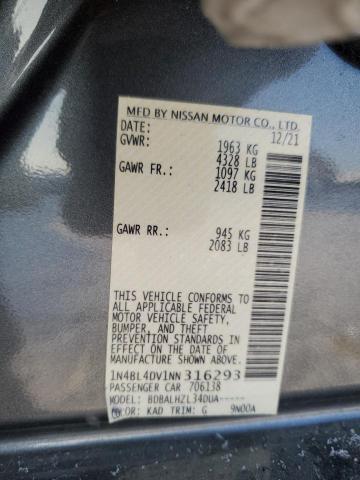 MFD BY NISSAN MOTOR CO., LTD.
DATE: 12/21
GVWR: 1963 KG
4328 LB
GAWR FR.: 1097 KG
2418 LB
GAWR RR.: 945 KG
2083 LB
THIS VEHICLE CONFORMS TO
ALL APPLICABLE FEDERAL
MOTOR VEHICLE SAFETY,
BUMPER, AND THEFT
PREVENTION STANDARDS IN
EFFECT ON THE DATE OF
MANUFACTURE SHOWN ABOVE.
1N4BL4DV1NN316293
PASSENGER CAR 706138
MODEL: BDBALHZL34DUA-----
COLOR: KAD TRIM: G 9N00A